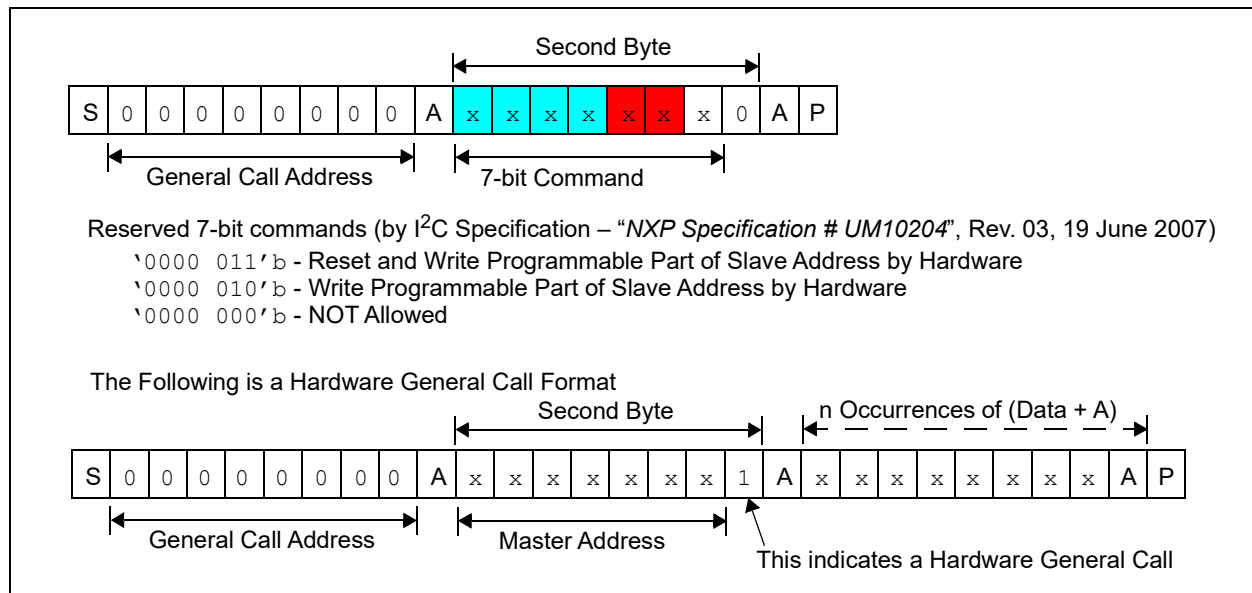 Second Byte
S 0 0 0 0 0 0 0 0 A x x x x x x x 0 A P
General Call Address 7-bit Command
Reserved 7-bit commands (by I²C Specification – “NXP Specification # UM10204”, Rev. 03, 19 June 2007)
‘0000 011’b - Reset and Write Programmable Part of Slave Address by Hardware
‘0000 010’b - Write Programmable Part of Slave Address by Hardware
‘0000 000’b - NOT Allowed
The Following is a Hardware General Call Format
Second Byte n Occurrences of (Data + A)
S 0 0 0 0 0 0 0 0 A x x x x x x x 1 A x x x x x x x x A P
General Call Address Master Address
This indicates a Hardware General Call